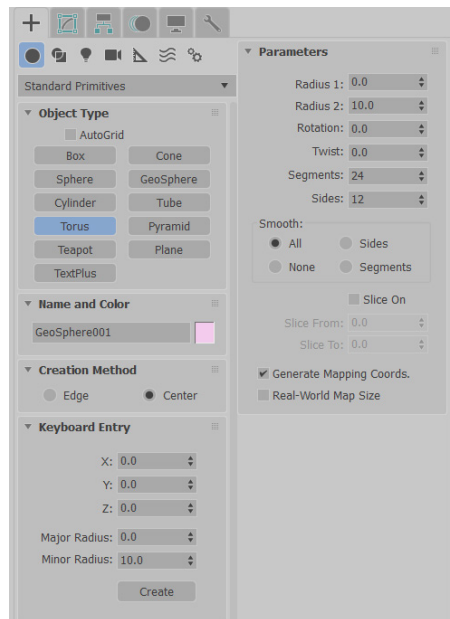 Standard Primitives
Object Type
AutoGrid
Box Cone
Sphere GeoSphere
Cylinder Tube
Torus Pyramid
Teapot Plane
TextPlus
Name and Color
GeoSphere001
Creation Method
Edge Center
Keyboard Entry
X: 0.0
Y: 0.0
Z: 0.0
Major Radius: 0.0
Minor Radius: 10.0
Create
Parameters
Radius 1: 0.0
Radius 2: 10.0
Rotation: 0.0
Twist: 0.0
Segments: 24
Sides: 12
Smooth:
All Sides
None Segments
Slice On
Slice From: 0.0
Slice To: 0.0
Generate Mapping Coords.
Real-World Map Size